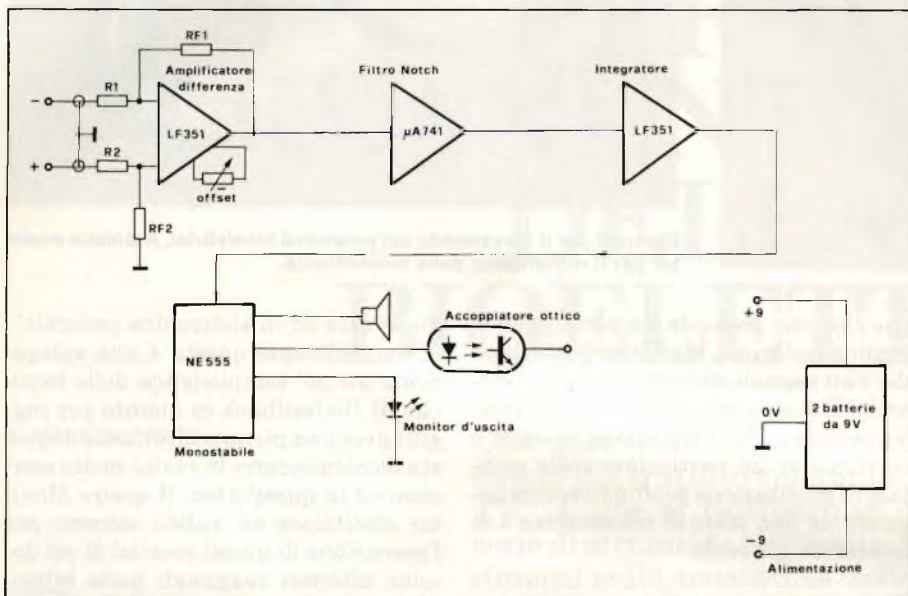 RF1
Amplificatore
differenza
Filtro Notch
Integratore
R1
-
LF351
µA741
LF351
+
R2
offset
RF2
NE555
Monostabile
Accoppiatore ottico
Monitor d'uscita
+9
0V
2 batterie
da 9V
-9
Alimentazione